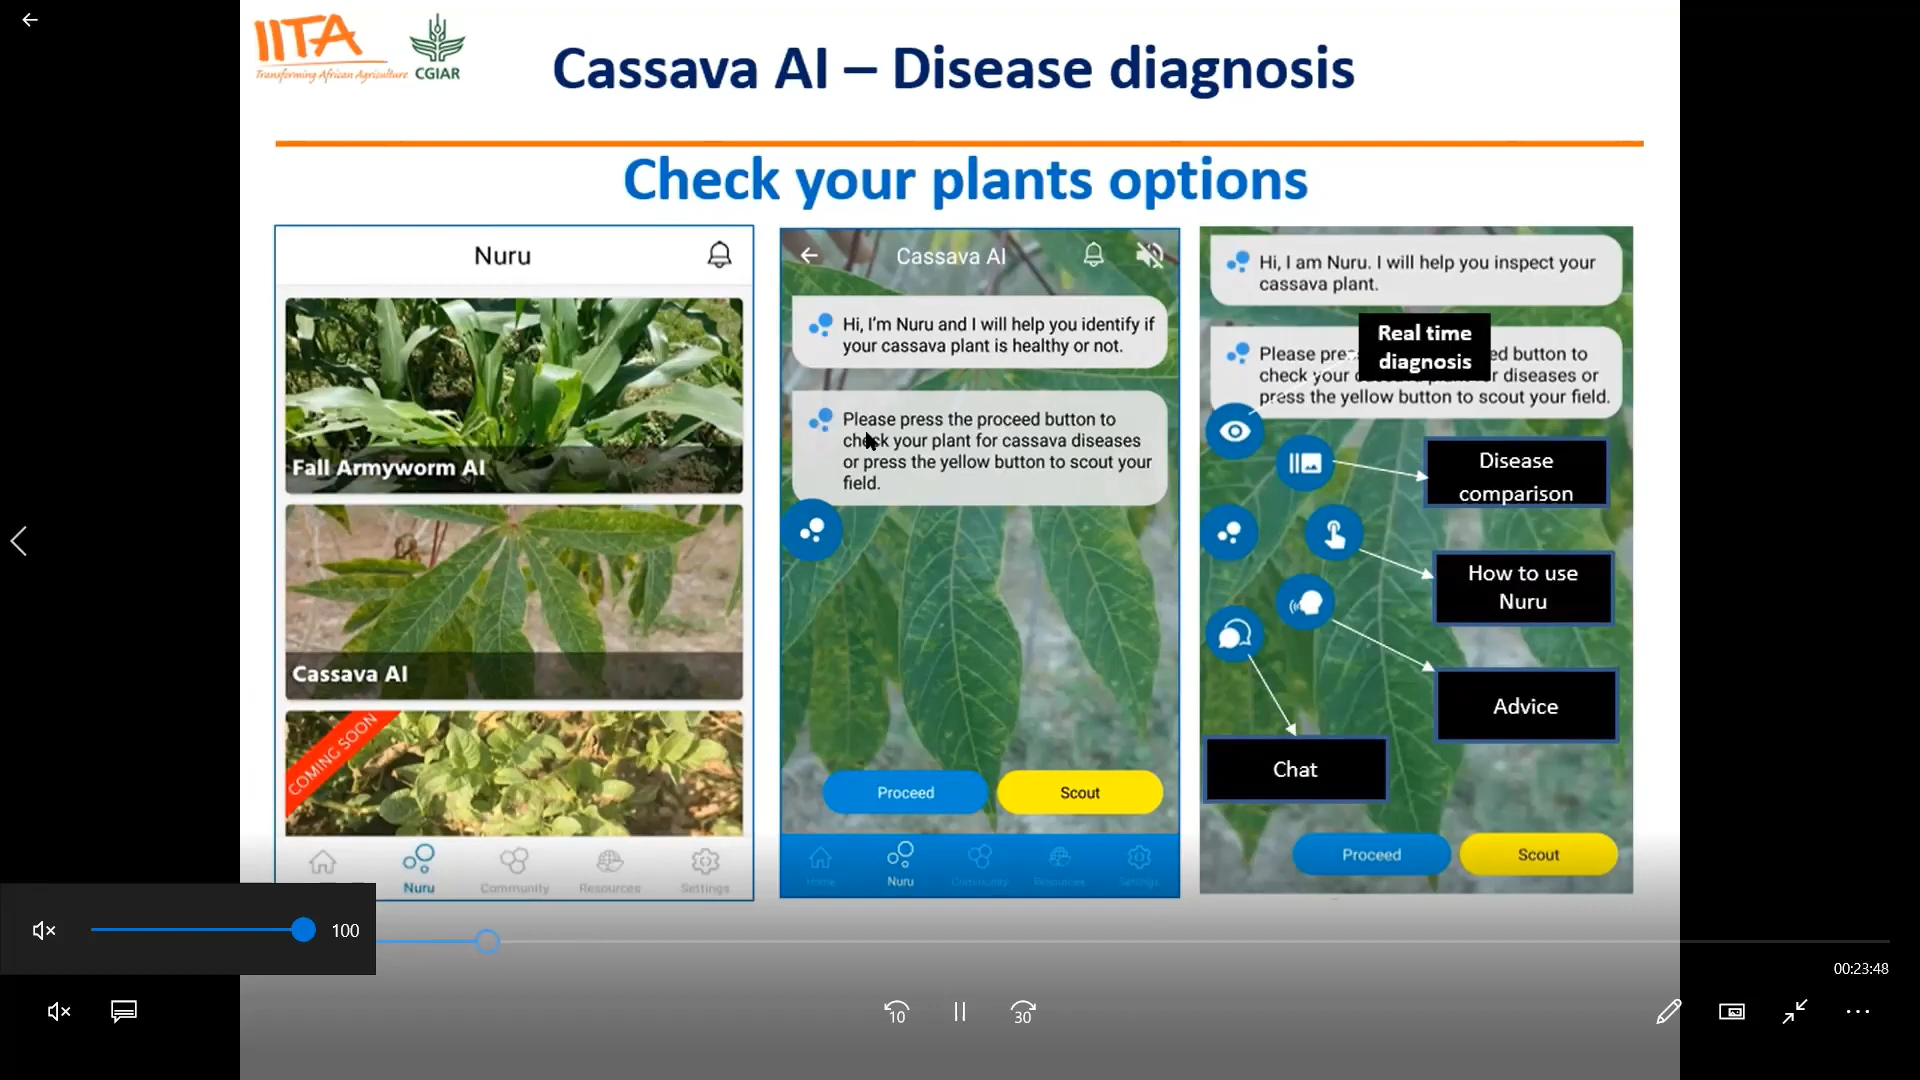 IITA
Transforming African Agriculture
CGIAR
Cassava AI – Disease diagnosis
Check your plants options
Nuru
Fall Armyworm AI
Cassava AI
COMING SOON
Nuru
Community
Resources
Settings
Cassava AI
Hi, I'm Nuru and I will help you identify if
your cassava plant is healthy or not.
Please press the proceed button to
check your plant for cassava diseases
or press the yellow button to scout your
field.
Proceed
Scout
Home
Nuru
Community
Resources
Settings
Hi, I am Nuru. I will help you inspect your
cassava plant.
Real time
diagnosis
Please ed button to
check your diseases or
press the yellow button to scout your field.
Disease
comparison
How to use
Nuru
Advice
Chat
Proceed
Scout
100
00:23:48
10
30